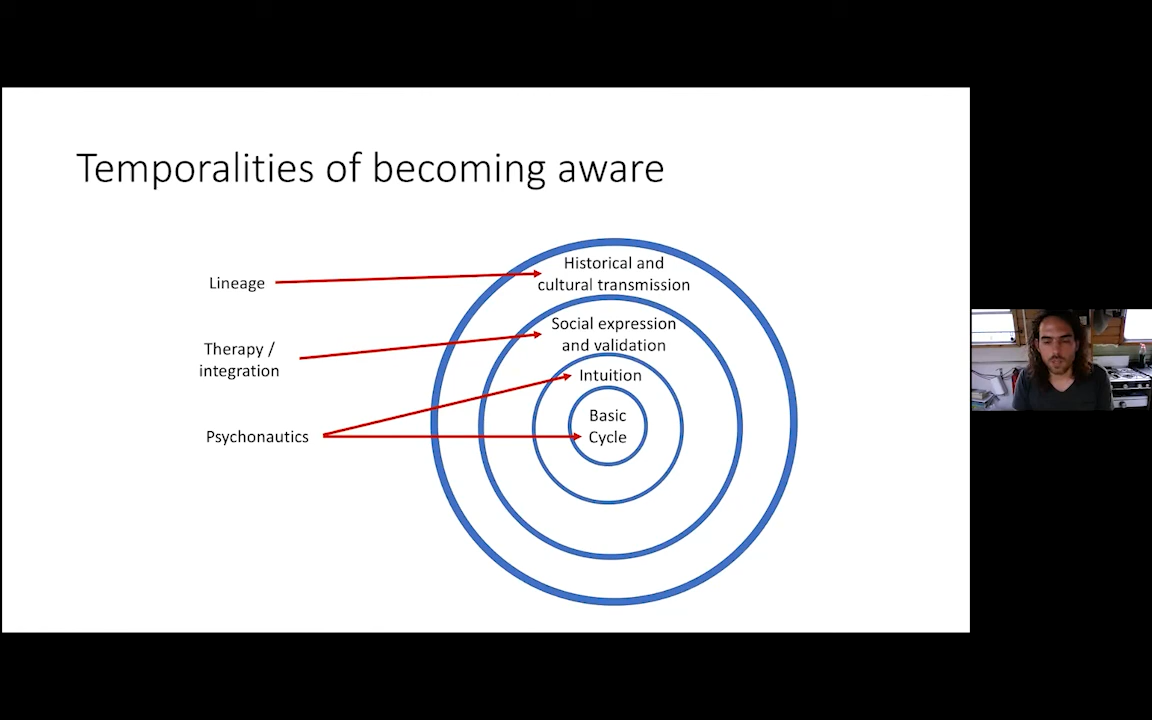 Temporalities of becoming aware
Lineage
Historical and
cultural transmission
Therapy /
integration
Social expression
and validation
Intuition
Psychonautics
Basic
Cycle